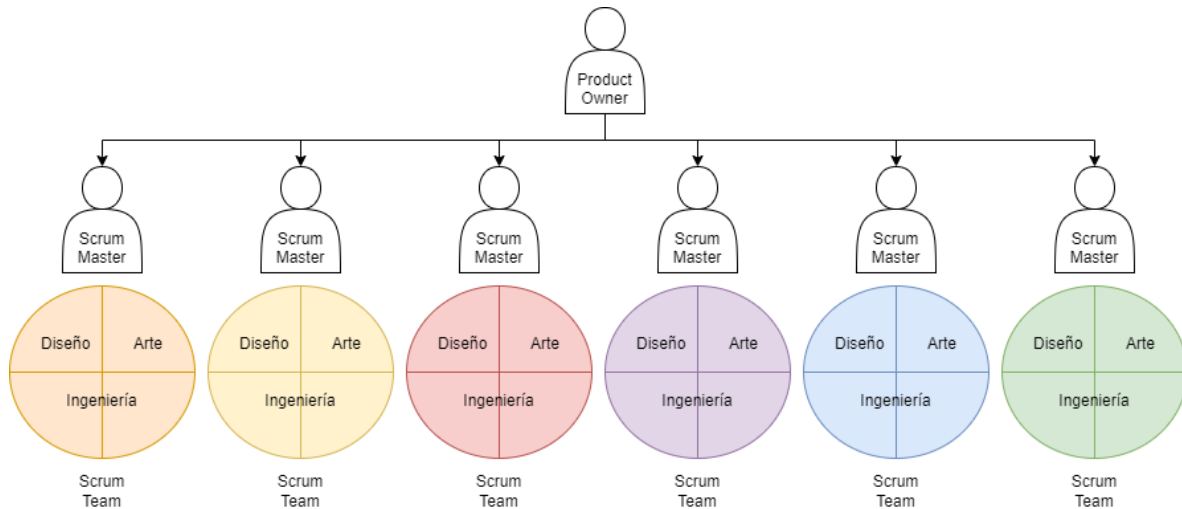 Product
Owner
Scrum
Master
Scrum
Master
Scrum
Master
Scrum
Master
Scrum
Master
Scrum
Master
Diseño Arte
Ingeniería
Diseño Arte
Ingeniería
Diseño Arte
Ingeniería
Diseño Arte
Ingeniería
Diseño Arte
Ingeniería
Diseño Arte
Ingeniería
Scrum
Team
Scrum
Team
Scrum
Team
Scrum
Team
Scrum
Team
Scrum
Team